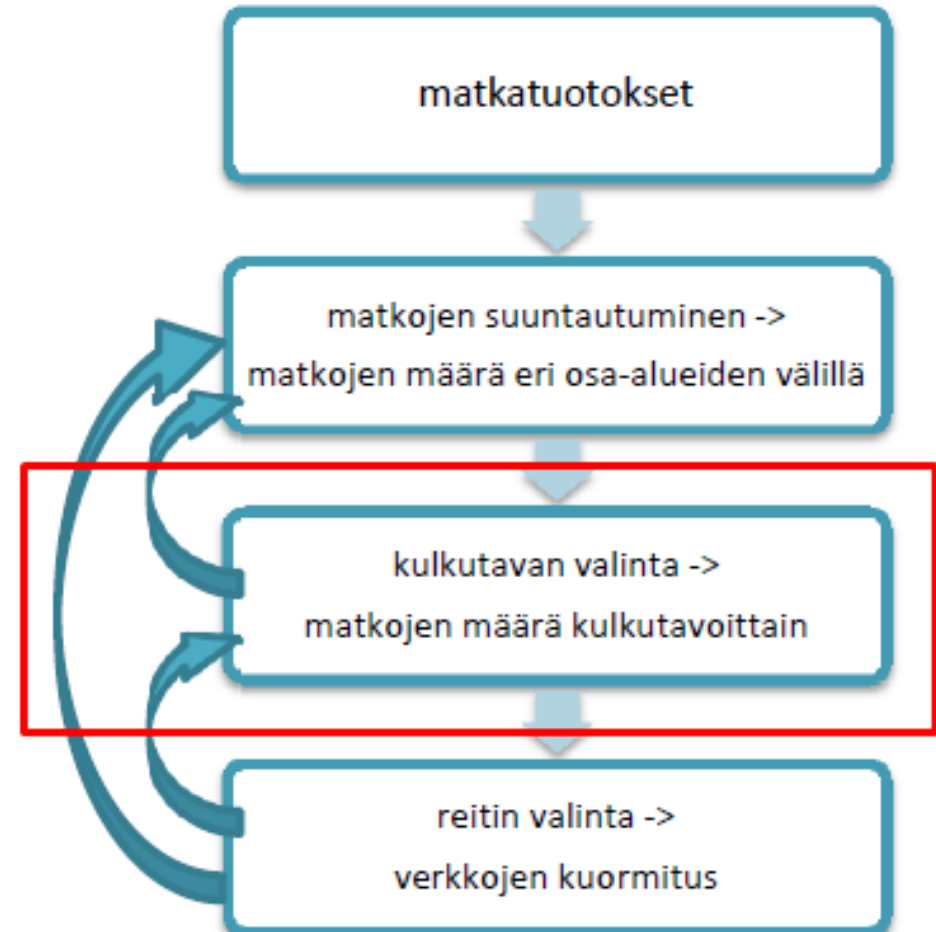 matkatuotokset
matkojen suuntautuminen ->
matkojen määrä eri osa-alueiden välillä
kulkutavan valinta ->
matkojen määrä kulkutavoittain
reitin valinta ->
verkkojen kuormitus